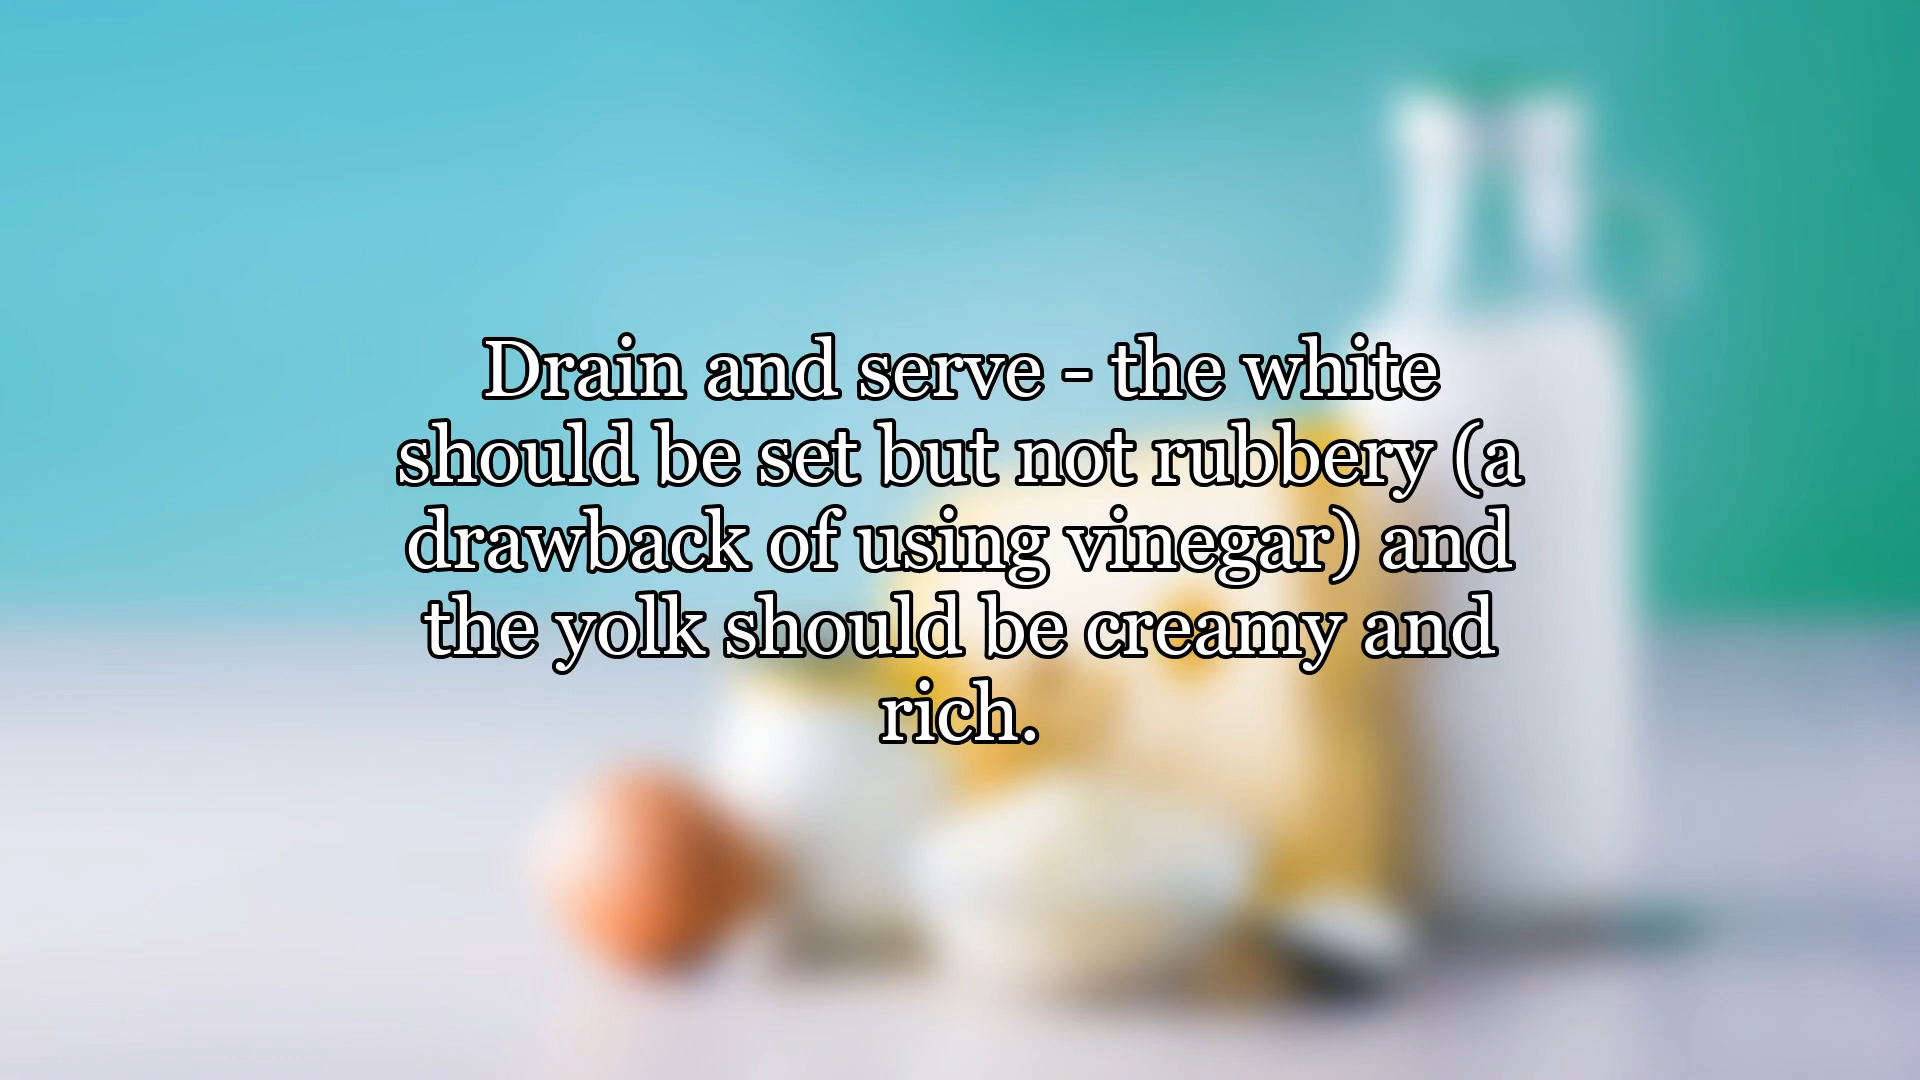 Drain and serve - the white
should be set but not rubbery (a
drawback of using vinegar) and
the yolk should be creamy and
rich.